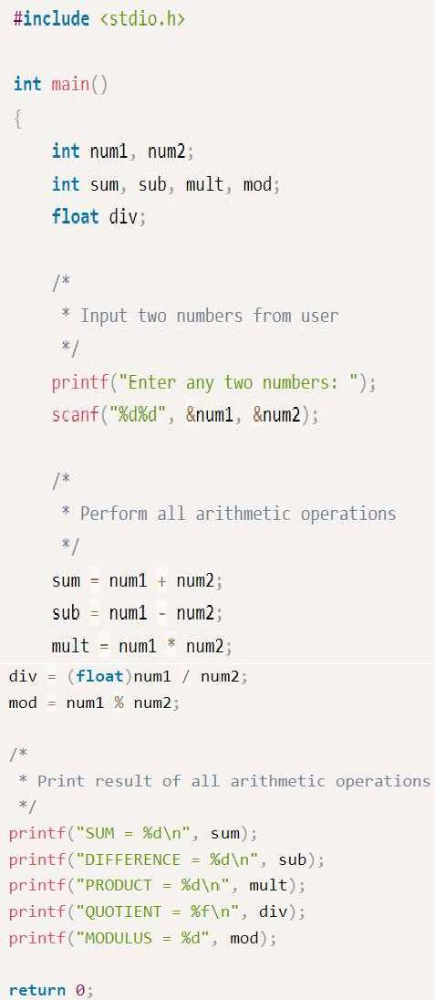 #include <stdio.h>

int main()
{
    int num1, num2;
    int sum, sub, mult, mod;
    float div;

    /*
     * Input two numbers from user
     */
    printf("Enter any two numbers: ");
    scanf("%d%d", &num1, &num2);

    /*
     * Perform all arithmetic operations
     */
    sum = num1 + num2;
    sub = num1 - num2;
    mult = num1 * num2;
div = (float)num1 / num2;
mod = num1 % num2;

/*
 * Print result of all arithmetic operations
 */
printf("SUM = %d\n", sum);
printf("DIFFERENCE = %d\n", sub);
printf("PRODUCT = %d\n", mult);
printf("QUOTIENT = %f\n", div);
printf("MODULUS = %d", mod);

return 0;